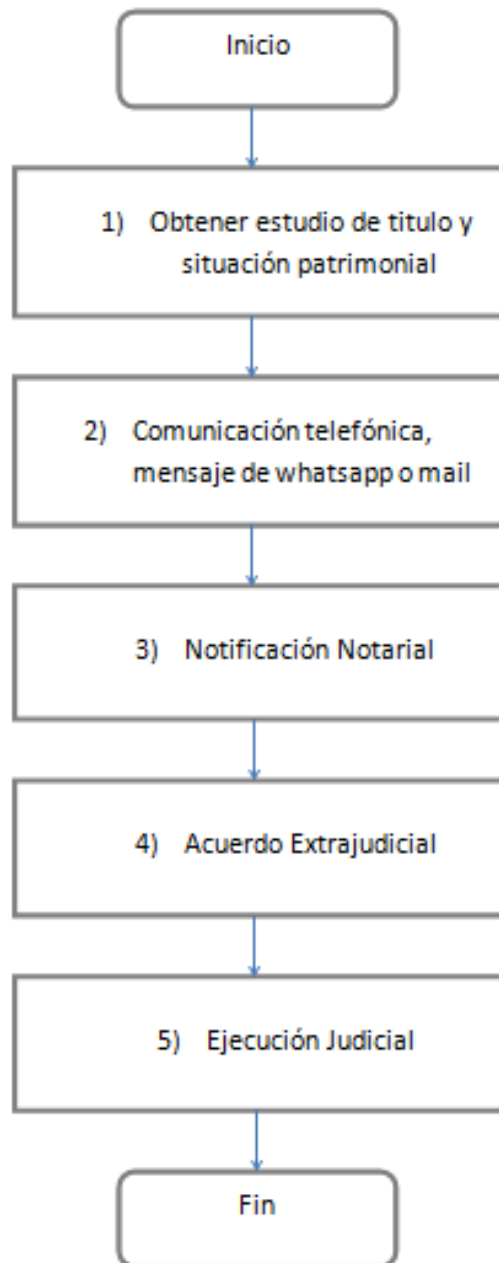 Inicio
1) Obtener estudio de titulo y
situación patrimonial
2) Comunicación telefónica,
mensaje de whatsapp o mail
3) Notificación Notarial
4) Acuerdo Extrajudicial
5) Ejecución Judicial
Fin